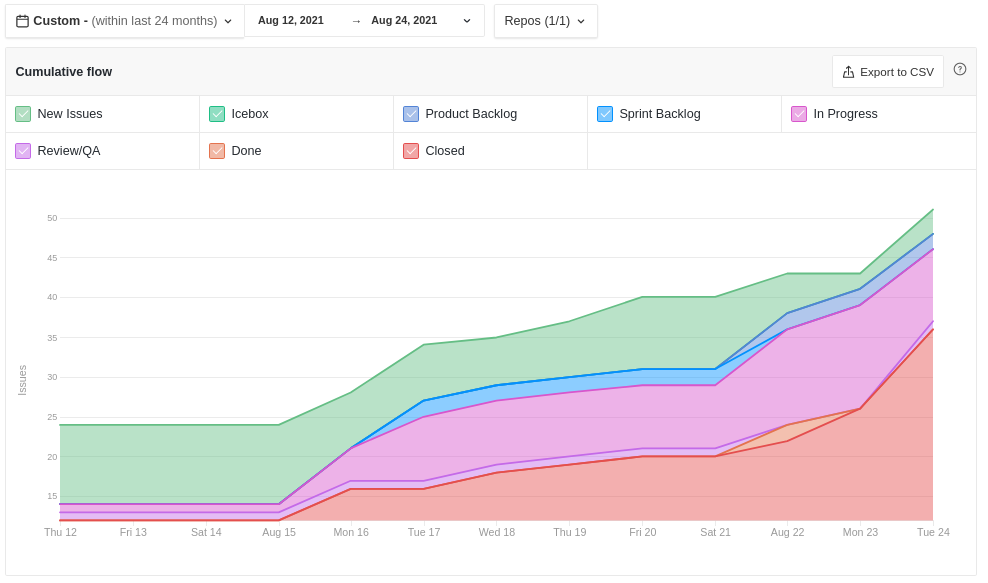 Custom - (within last 24 months) Aug 12, 2021 → Aug 24, 2021 Repos (1/1)
Cumulative flow Export to CSV ?
New Issues Icebox Product Backlog Sprint Backlog In Progress
Review/QA Done Closed
50
45
40
35
30
25
20
15
Issues
Thu 12 Fri 13 Sat 14 Aug 15 Mon 16 Tue 17 Wed 18 Thu 19 Fri 20 Sat 21 Aug 22 Mon 23 Tue 24